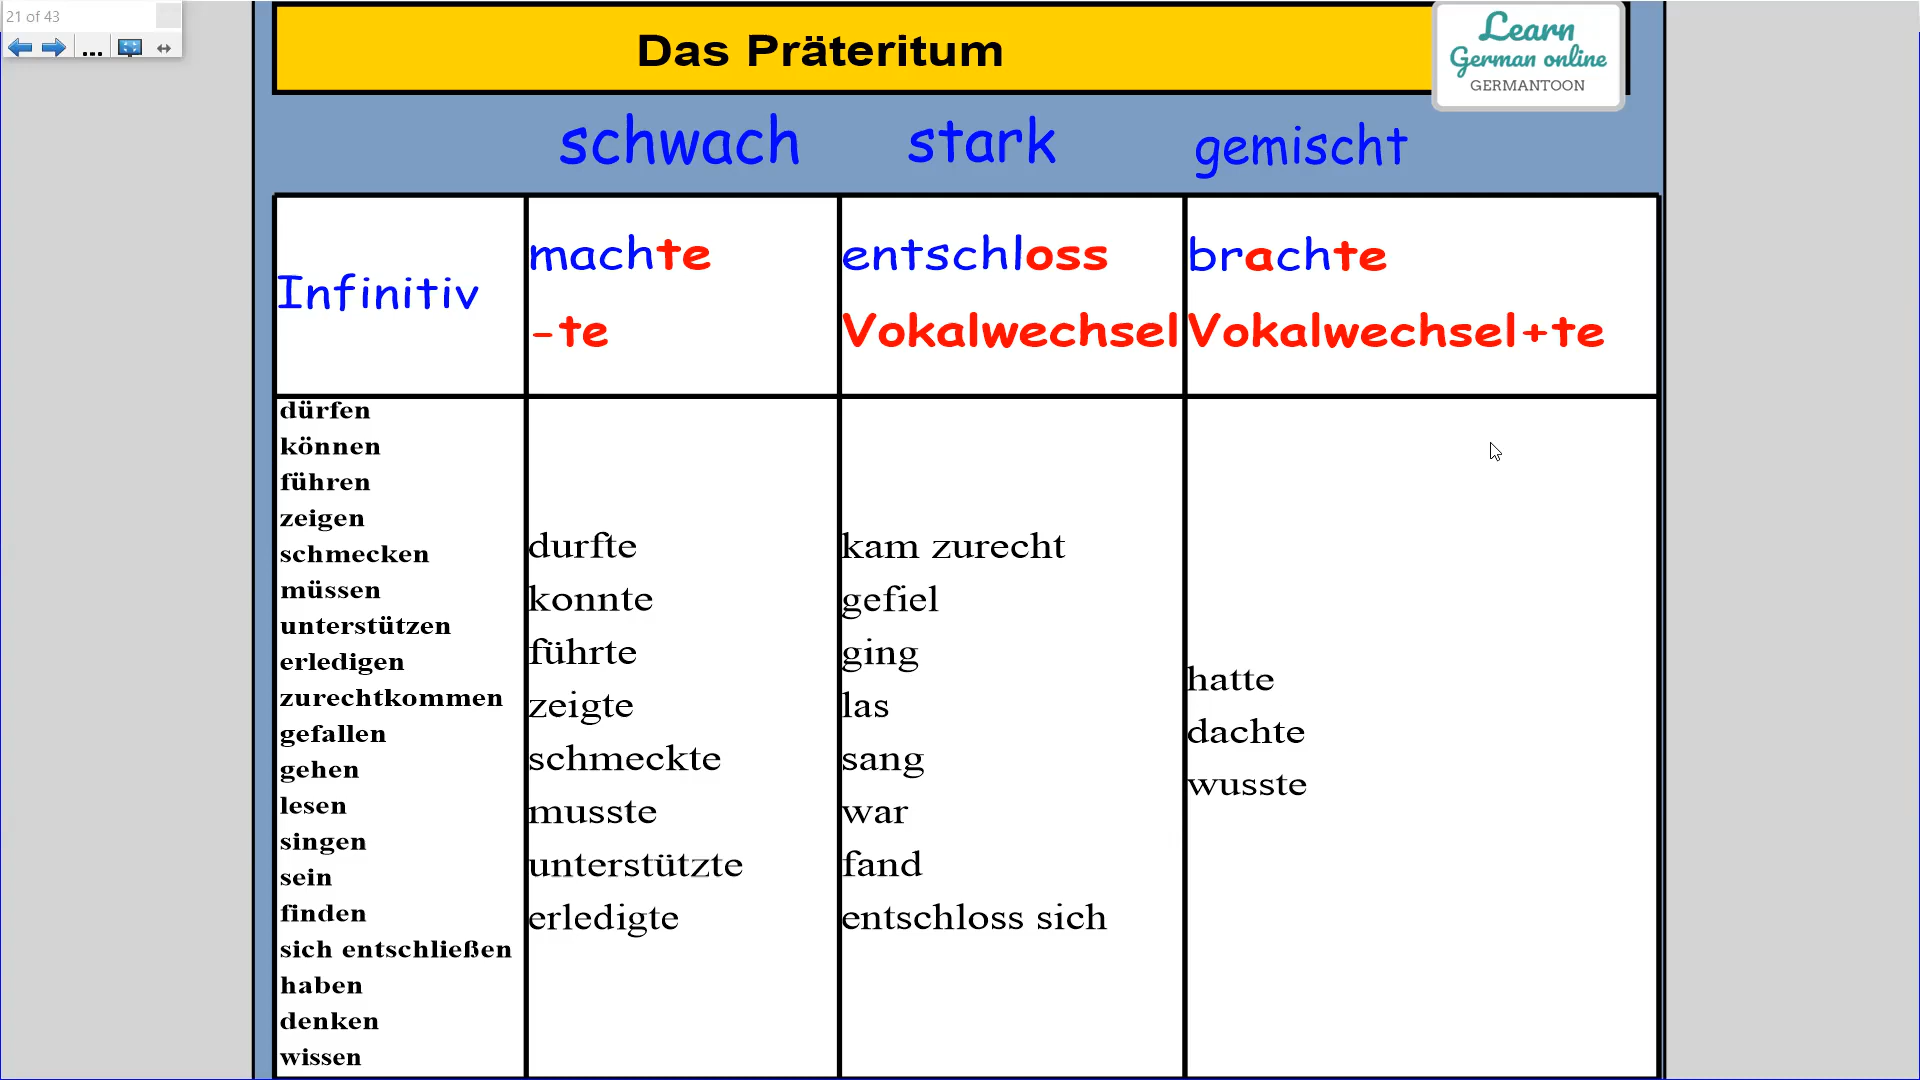 21 of 43
Das Präteritum
Learn
German online
GERMANTOON
schwach stark gemischt
Infinitiv
machte
-te
entschloss
Vokalwechsel
brachte
Vokalwechsel+te
dürfen
können
führen
zeigen
schmecken
müssen
unterstützen
erledigen
zurechtkommen
gefallen
gehen
lesen
singen
sein
finden
sich entschließen
haben
denken
wissen
durfte
konnte
führte
zeigte
schmeckte
musste
unterstützte
erledigte
kam zurecht
gefiel
ging
las
sang
war
fand
entschloss sich
hatte
dachte
wusste